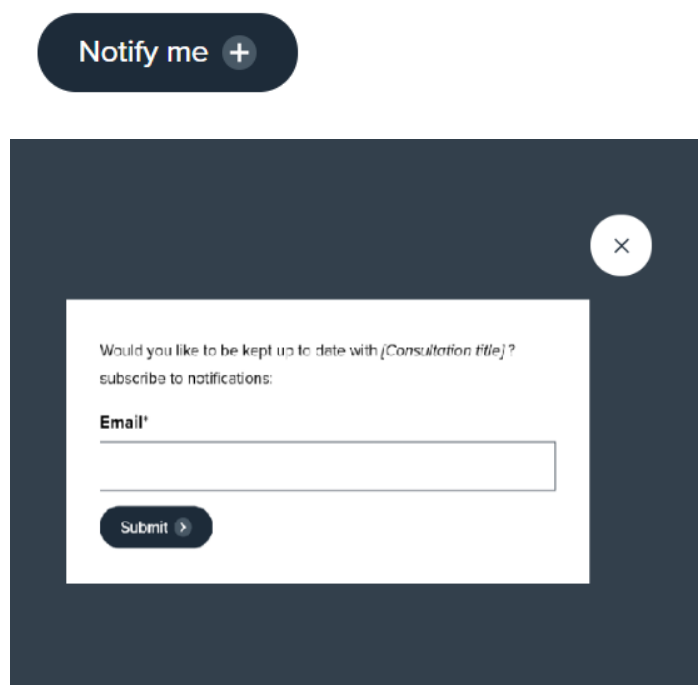 Notify me
Would you like to be kept up to date with [Consultation title] ?
subscribe to notifications:
Email*
Submit